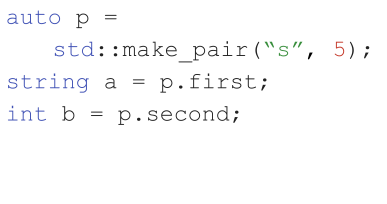 auto p =
std::make_pair(“s”, 5);
string a = p.first;
int b = p.second;